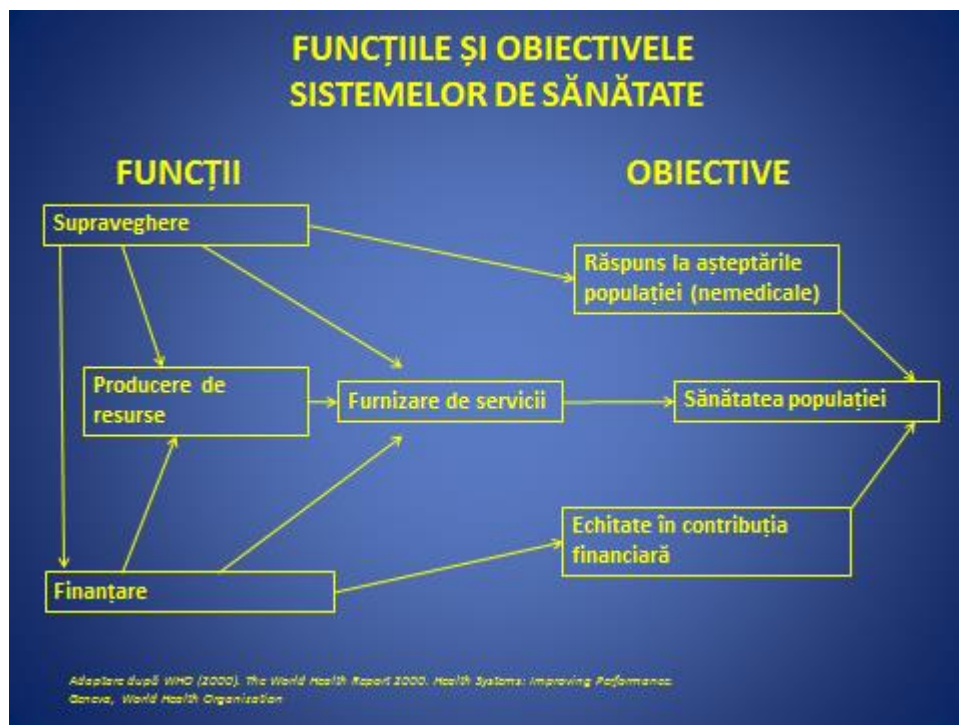 FUNCȚIILE ȘI OBIECTIVELE
SISTEMELOR DE SĂNĂTATE
FUNCȚII
OBIECTIVE
Supraveghere
Răspuns la așteptările
populației (nemedicale)
Producere de
resurse
Furnizare de servicii
Sănătatea populației
Echitate în contribuția
financiară
Finanțare
Adaptare după WHO (2000). The World Health Report 2000. Health Systems: Improving Performance.
Geneva, World Health Organisation